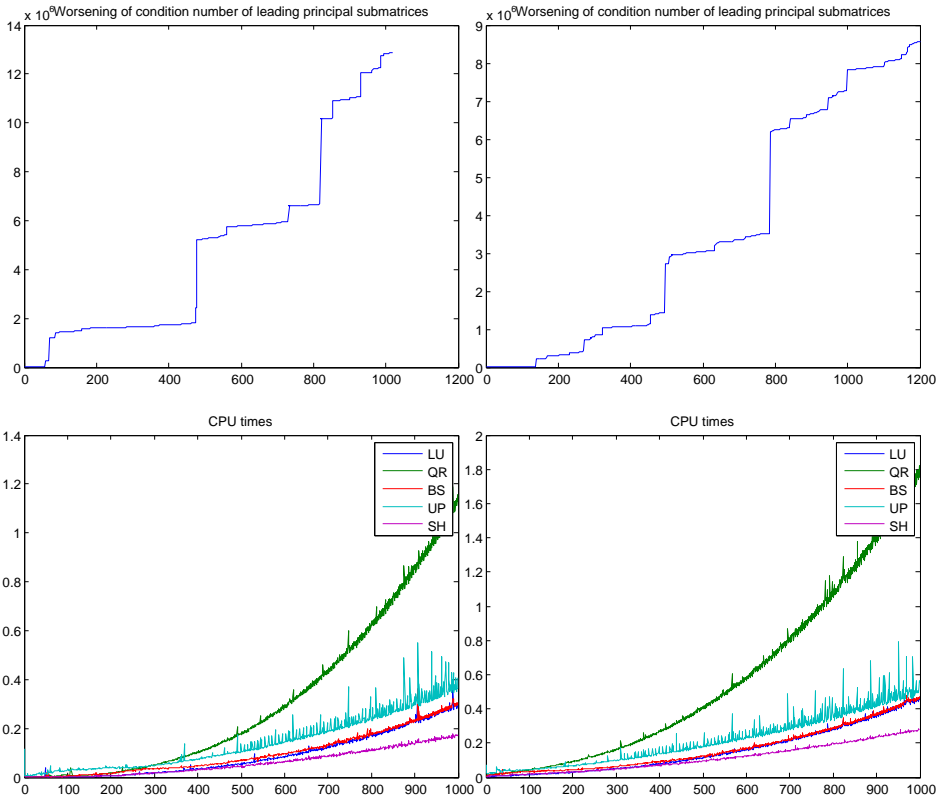 x 10⁶ Worsening of condition number of leading principal submatrices
14
12
10
8
6
4
2
0
0 200 400 600 800 1000 1200
x 10⁶ Worsening of condition number of leading principal submatrices
9
8
7
6
5
4
3
2
1
0
0 200 400 600 800 1000 1200
CPU times
1.4
1.2
1
0.8
0.6
0.4
0.2
0
0 100 200 300 400 500 600 700 800 900 1000
LU
QR
BS
UP
SH
CPU times
2
1.8
1.6
1.4
1.2
1
0.8
0.6
0.4
0.2
0
0 100 200 300 400 500 600 700 800 900 1000
LU
QR
BS
UP
SH